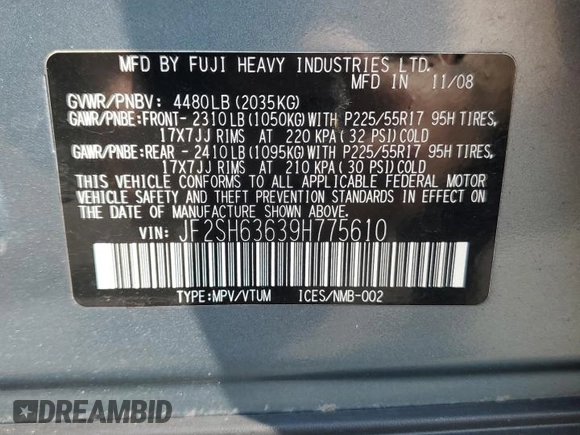 MFD BY FUJI HEAVY INDUSTRIES LTD.
MFD IN 11/08
GVWR/PNBV: 4480LB(2035KG)
GAWR/PNBE:FRONT- 2310LB(1050KG)WITH P225/55R17 95H TIRES,
17X7JJ RIMS AT 220 KPA(32 PSI)COLD
GAWR/PNBE:REAR - 2410LB(1095KG)WITH P225/55R17 95H TIRES,
17X7JJ RIMS AT 210 KPA(30 PSI)COLD
THIS VEHICLE CONFORMS TO ALL APPLICABLE FEDERAL MOTOR
VEHICLE SAFETY AND THEFT PREVENTION STANDARDS IN EFFECT
ON THE DATE OF MANUFACTURE SHOWN ABOVE.
VIN: JF2SH63639H775610
TYPE:MPV/VTUM ICES/NMB-002
DREAMBID